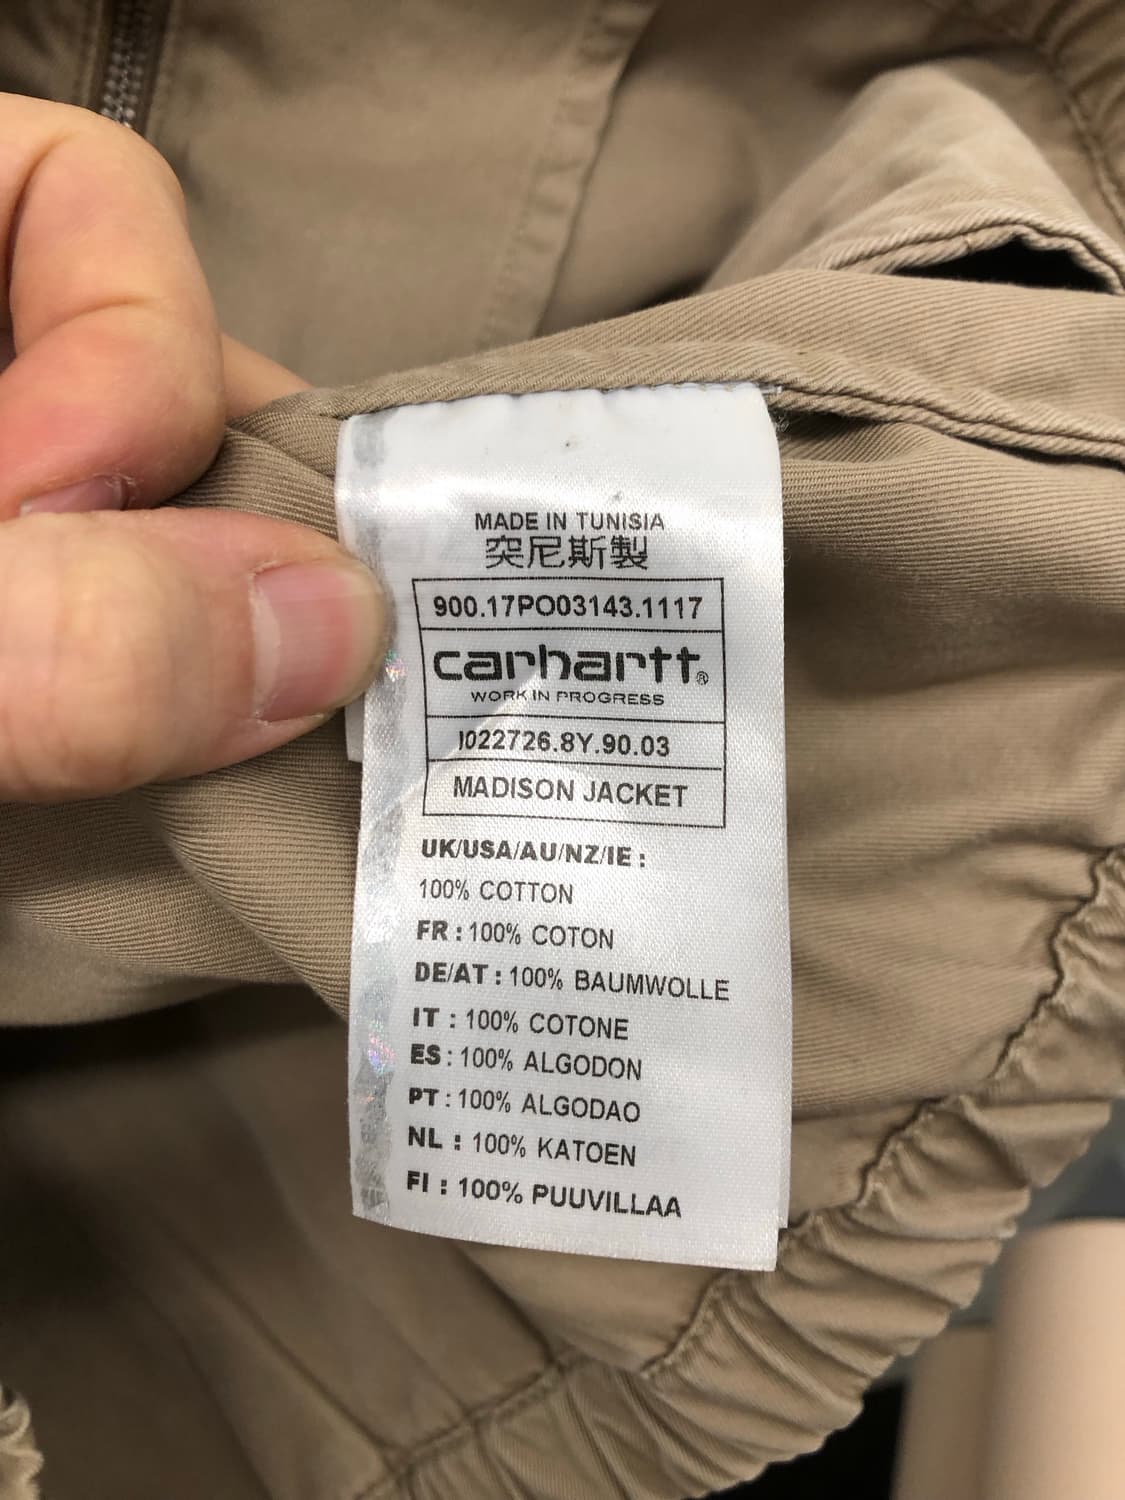 MADE IN TUNISIA
突尼斯製
900.17PO03143.1117
carhartt®
WORK IN PROGRESS
I022726.8Y.90.03
MADISON JACKET
UK/USA/AU/NZ/IE :
100% COTTON
FR : 100% COTON
DE/AT : 100% BAUMWOLLE
IT : 100% COTONE
ES : 100% ALGODON
PT : 100% ALGODAO
NL : 100% KATOEN
FI : 100% PUUVILLAA